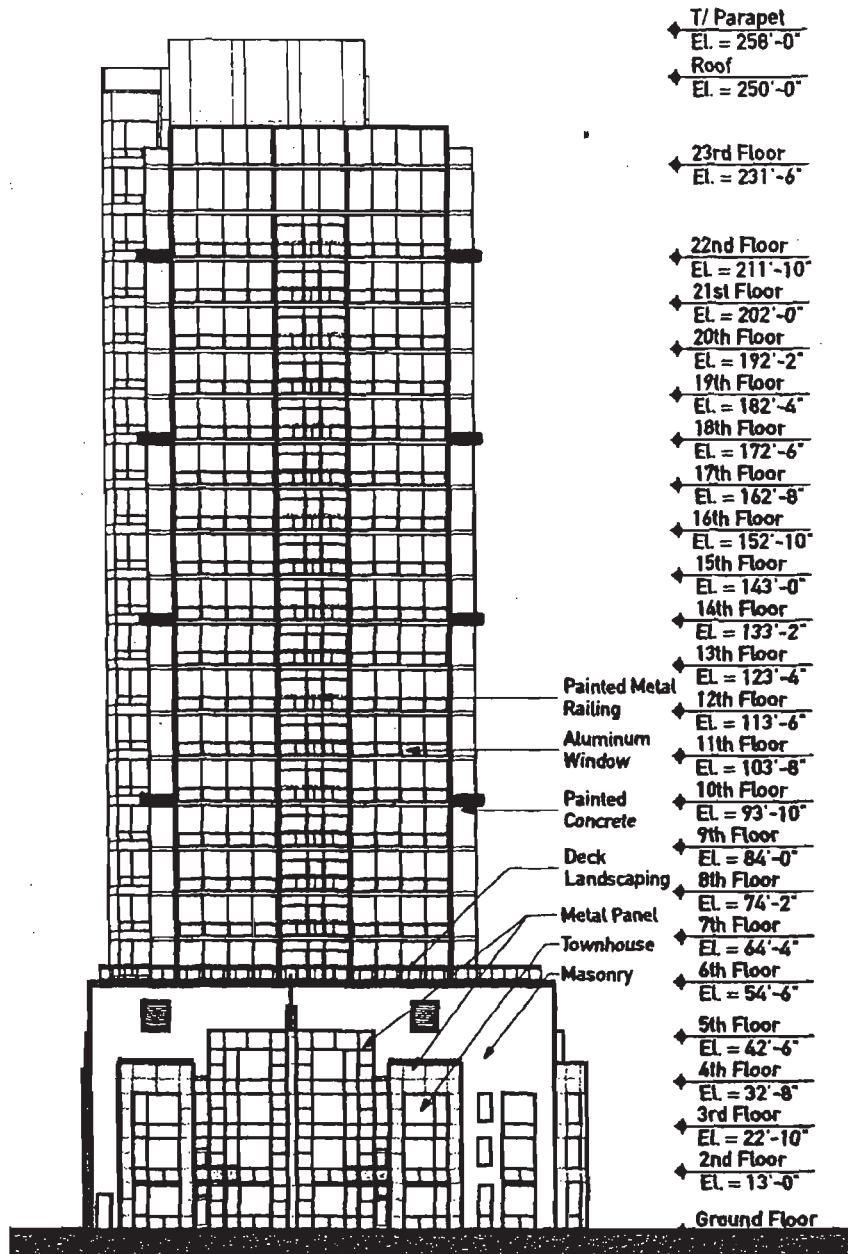 T/ Parapet
El. = 258'-0"
Roof
El. = 250'-0"
23rd Floor
El. = 231'-6"
22nd Floor
El. = 211'-10"
21st Floor
El. = 202'-0"
20th Floor
El. = 192'-2"
19th Floor
El. = 182'-4"
18th Floor
El. = 172'-6"
17th Floor
El. = 162'-8"
16th Floor
El. = 152'-10"
15th Floor
El. = 143'-0"
14th Floor
El. = 133'-2"
13th Floor
El. = 123'-4"
Painted Metal
Railing
12th Floor
El. = 113'-6"
Aluminum
Window
11th Floor
El. = 103'-8"
Painted
Concrete
10th Floor
El. = 93'-10"
9th Floor
El. = 84'-0"
Deck
Landscaping
8th Floor
El. = 74'-2"
Metal Panel
7th Floor
El. = 64'-4"
Townhouse
Masonry
6th Floor
El. = 54'-6"
5th Floor
El. = 42'-6"
4th Floor
El. = 32'-8"
3rd Floor
El. = 22'-10"
2nd Floor
El. = 13'-0"
Ground Floor